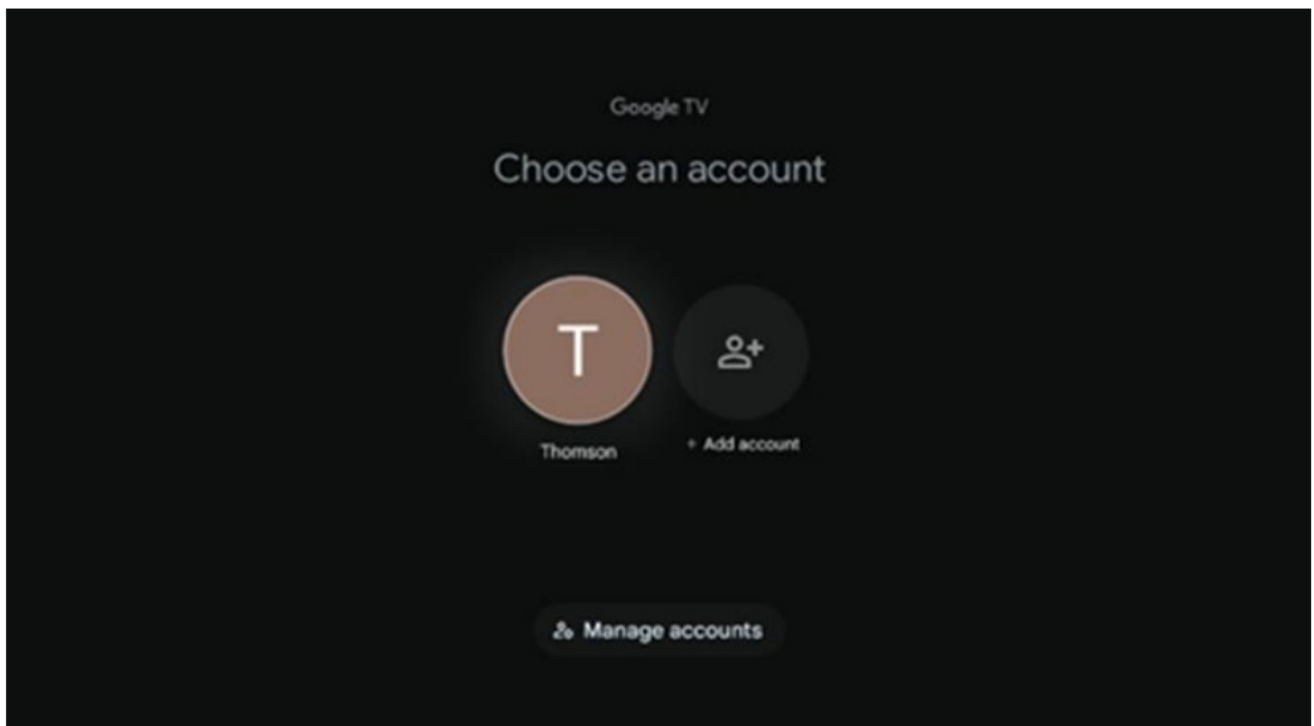 Google TV
Choose an account
T
Thomson
+ Add account
Manage accounts